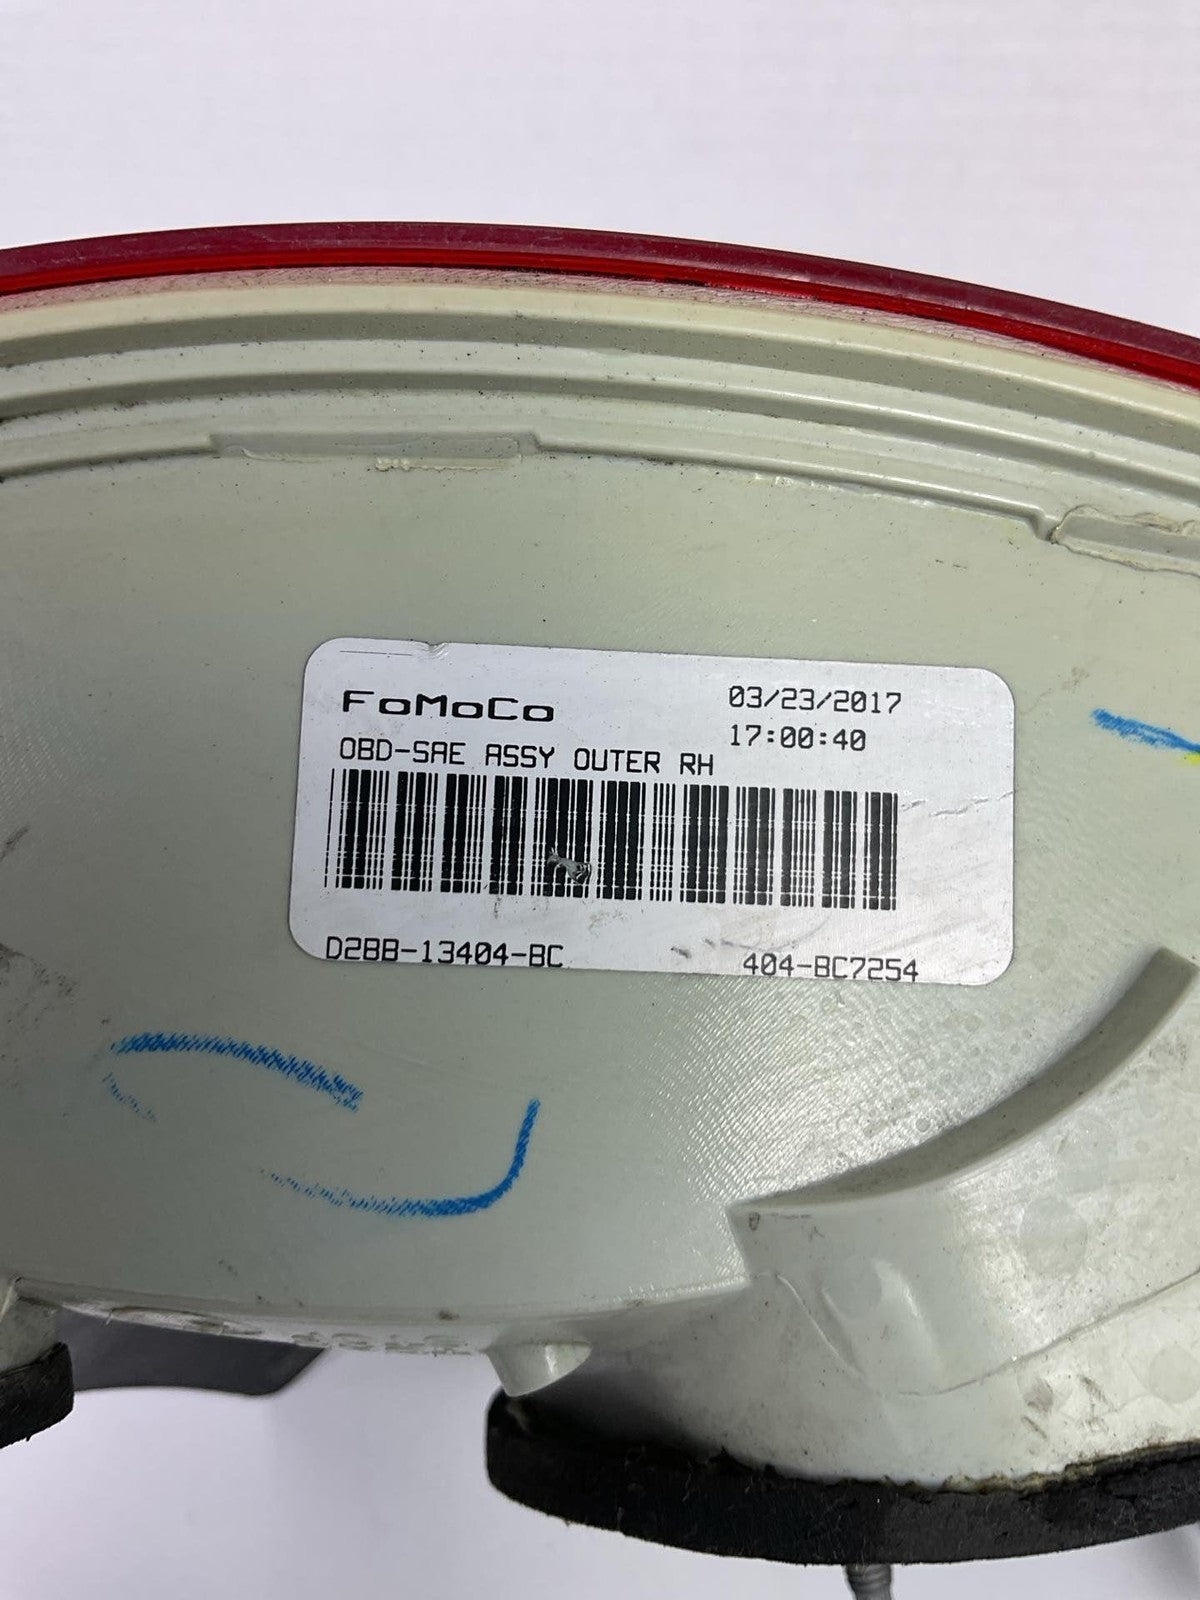 FoMoCo
03/23/2017
17:00:40
OBD-SAE ASSY OUTER RH
D2BB-13404-BC
404-BC7254